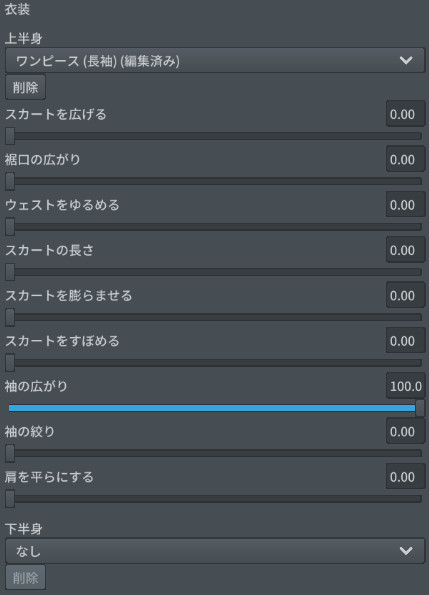 衣装
上半身
ワンピース (長袖) (編集済み)
削除
スカートを広げる 0.00
裾口の広がり 0.00
ウェストをゆるめる 0.00
スカートの長さ 0.00
スカートを膨らませる 0.00
スカートをすぼめる 0.00
袖の広がり 100.0
袖の絞り 0.00
肩を平らにする 0.00
下半身
なし
削除